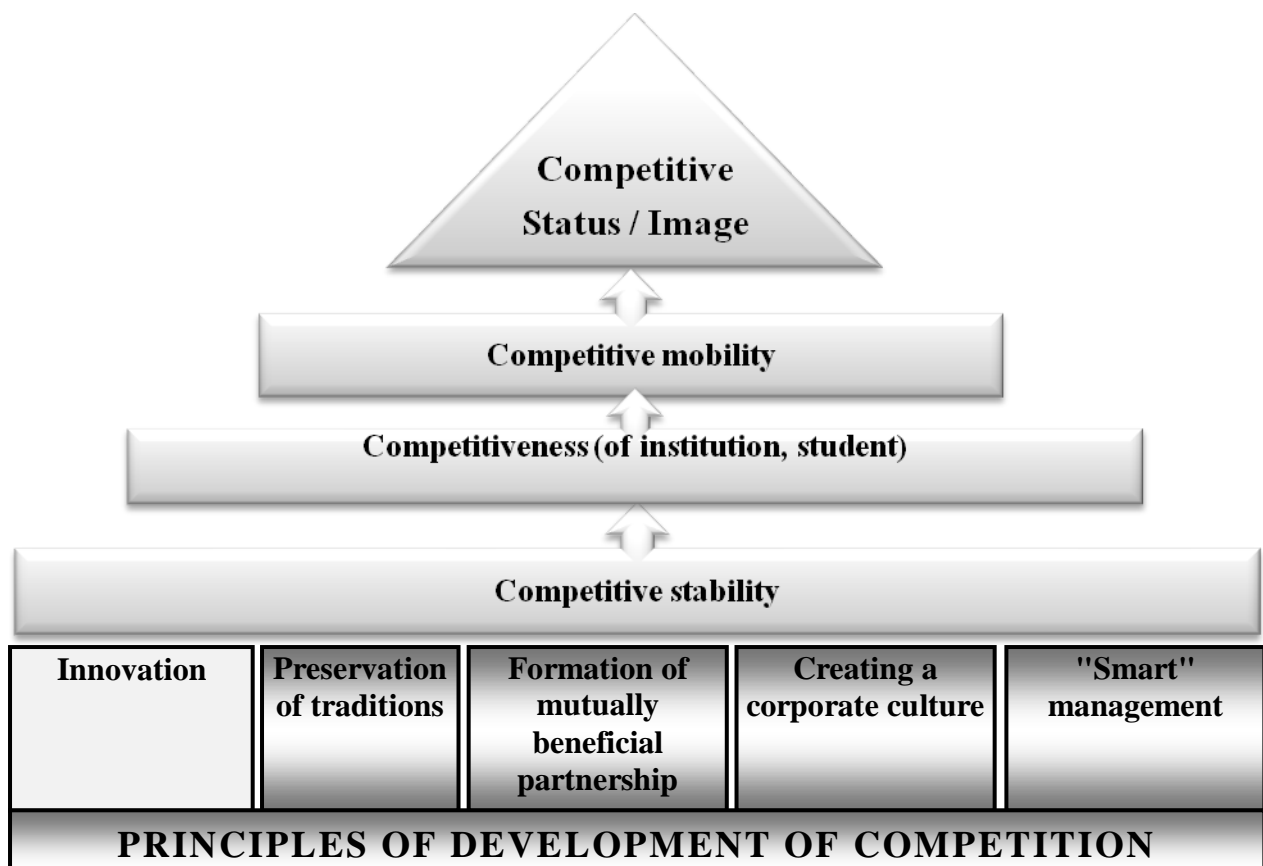 Competitive
Status / Image
Competitive mobility
Competitiveness (of institution, student)
Competitive stability
Innovation
Preservation
of traditions
Formation of
mutually
beneficial
partnership
Creating a
corporate culture
"Smart"
management
PRINCIPLES OF DEVELOPMENT OF COMPETITION